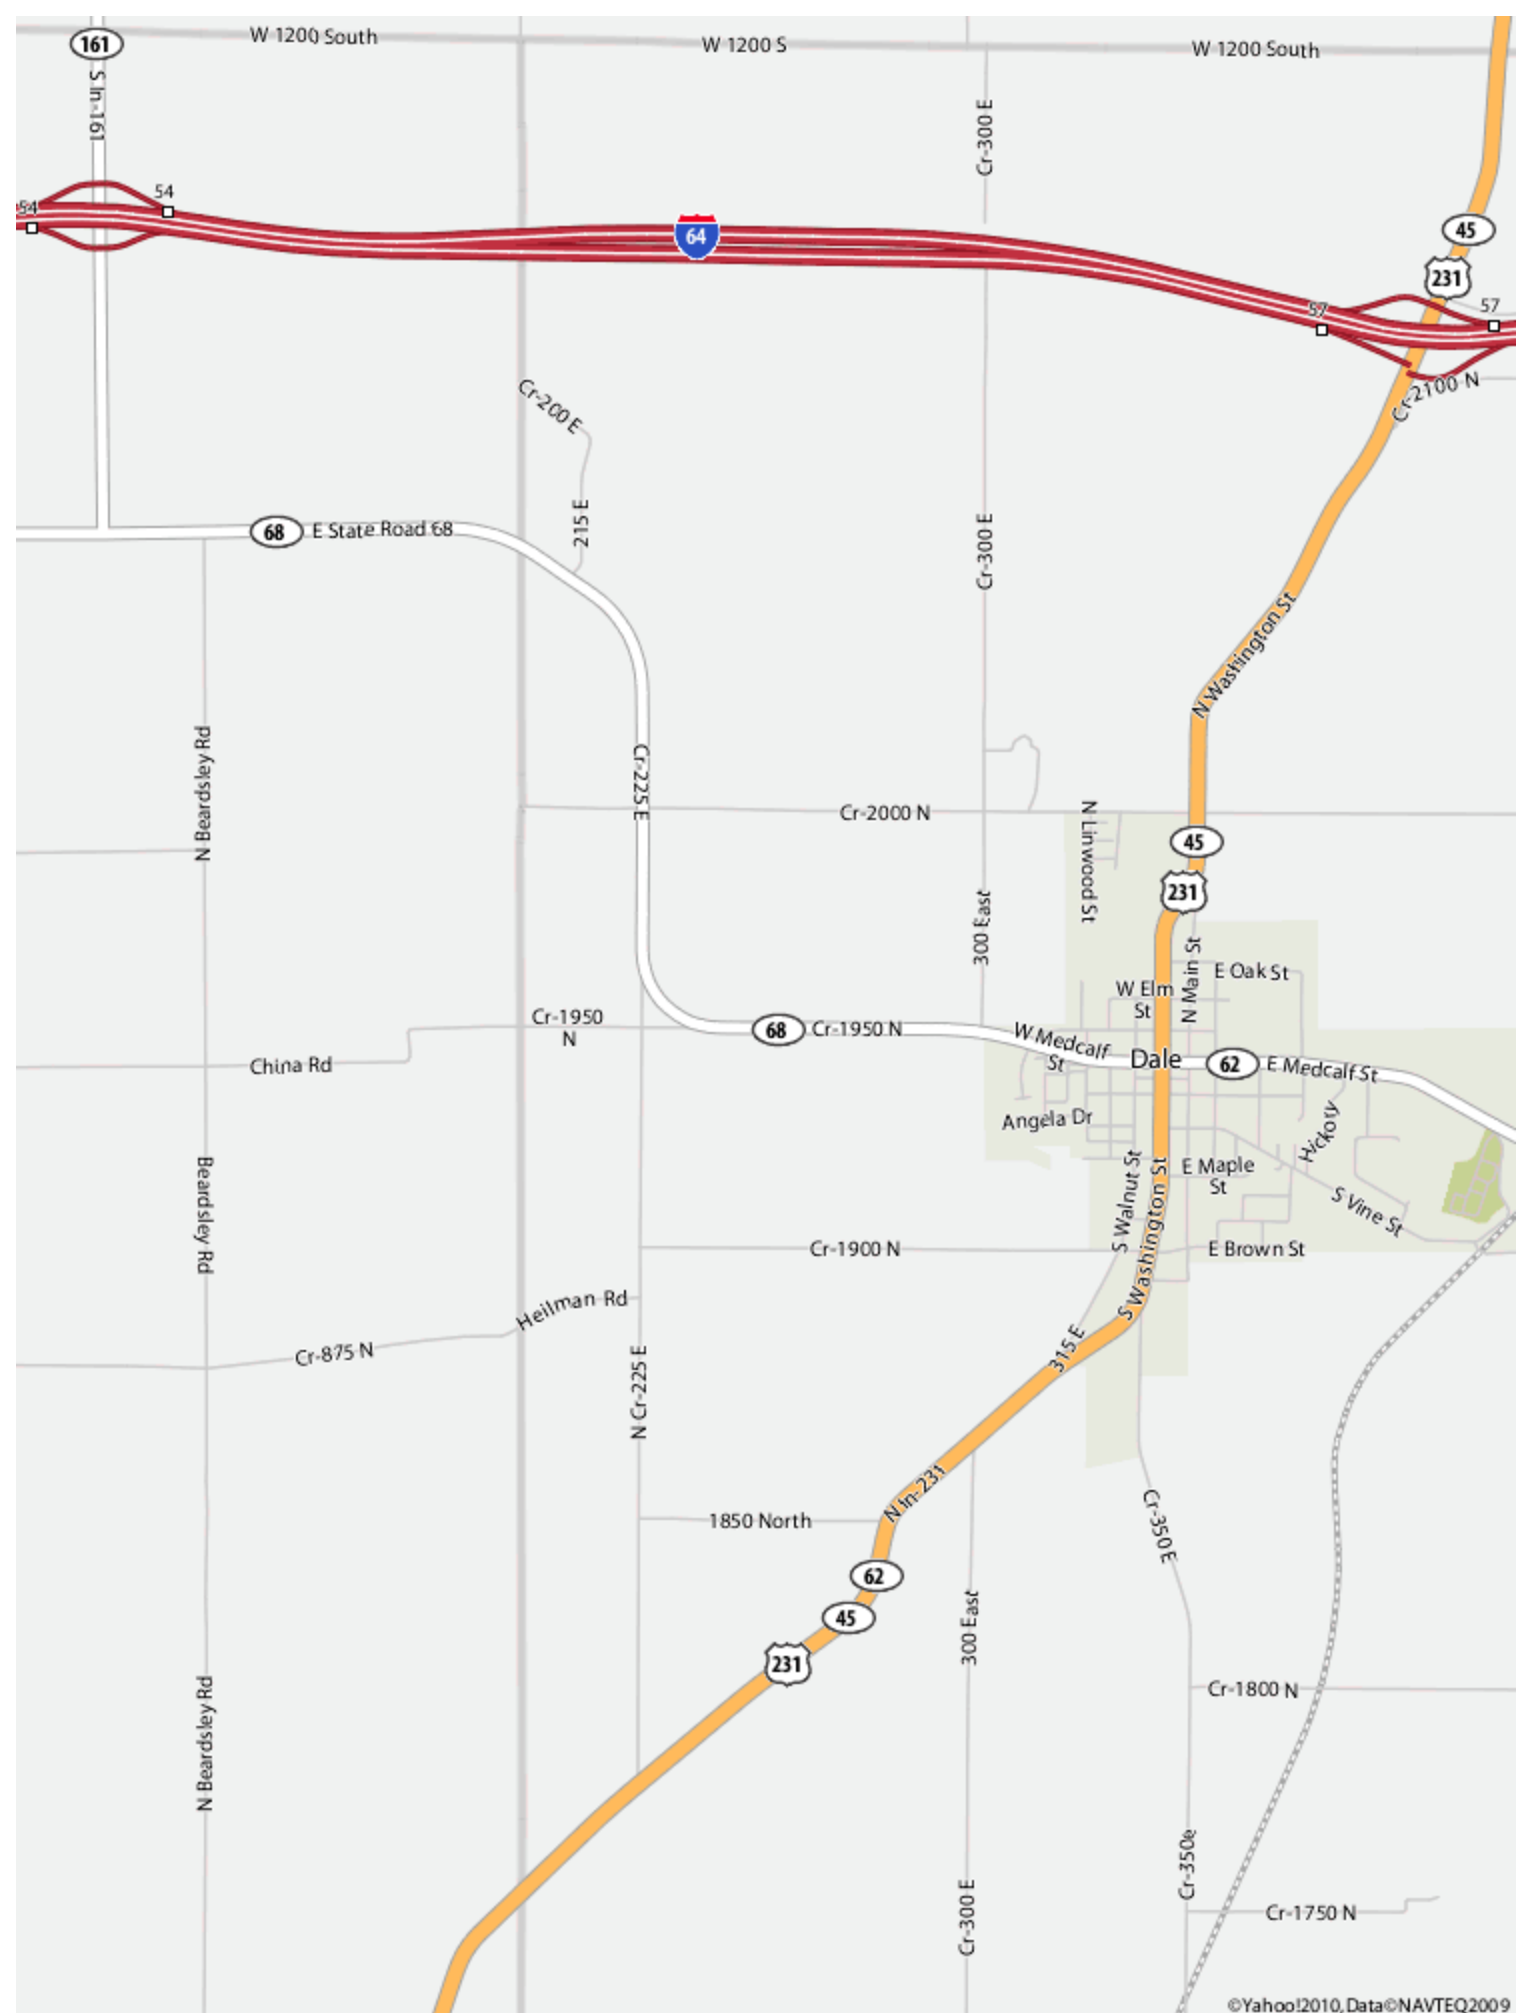 161
W 1200 South
W 1200 S
W 1200 South
S In-161
Cr-300 E
54
54
64
45
231
57
57
Cr-2100 N
Cr-200 E
215 E
68
E State Road 68
Cr-300 E
N Washington St
N Beardsley Rd
Cr-225 E
Cr-2000 N
N Linwood St
45
231
300 East
N Main St
E Oak St
W Elm
St
Cr-1950
N
68
Cr-1950 N
W Medcalf
St
Dale
62
E Medcalf St
China Rd
Angela Dr
Hickory
Beardsley Rd
S Walnut St
S Washington St
E Maple
St
S Vine St
Cr-1900 N
E Brown St
Heilman Rd
Cr-875 N
315 E
N Cr-225 E
N In-231
1850 North
Cr-350 E
62
45
231
300 East
Cr-1800 N
N Beardsley Rd
Cr-350e
Cr-300 E
Cr-1750 N
©Yahoo!2010,Data©NAVTEQ2009